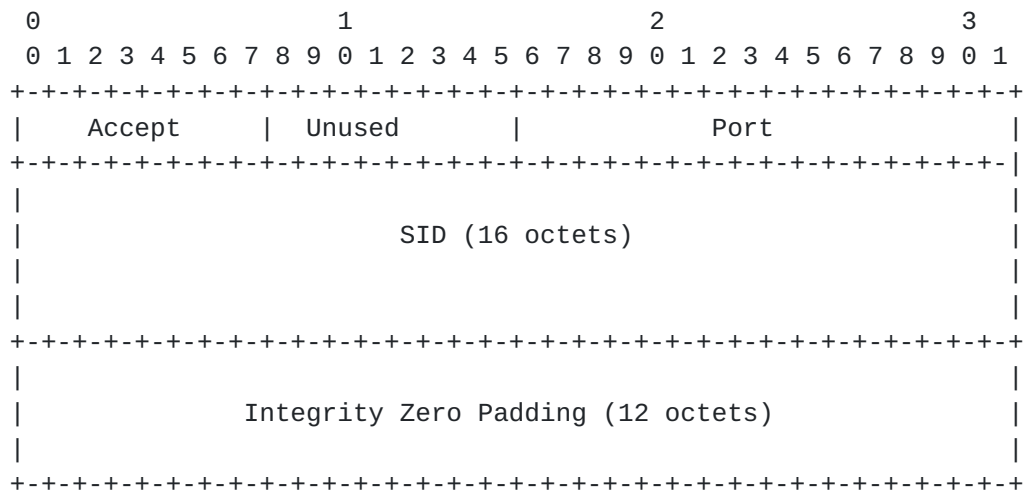 0                   1                   2                   3
 0 1 2 3 4 5 6 7 8 9 0 1 2 3 4 5 6 7 8 9 0 1 2 3 4 5 6 7 8 9 0 1
+-+-+-+-+-+-+-+-+-+-+-+-+-+-+-+-+-+-+-+-+-+-+-+-+-+-+-+-+-+-+-+-+
|    Accept     |  Unused       |            Port               |
+-+-+-+-+-+-+-+-+-+-+-+-+-+-+-+-+-+-+-+-+-+-+-+-+-+-+-+-+-+-+-+-|
|                                                               |
|                        SID (16 octets)                        |
|                                                               |
|                                                               |
+-+-+-+-+-+-+-+-+-+-+-+-+-+-+-+-+-+-+-+-+-+-+-+-+-+-+-+-+-+-+-+-+
|                                                               |
|              Integrity Zero Padding (12 octets)               |
|                                                               |
+-+-+-+-+-+-+-+-+-+-+-+-+-+-+-+-+-+-+-+-+-+-+-+-+-+-+-+-+-+-+-+-+